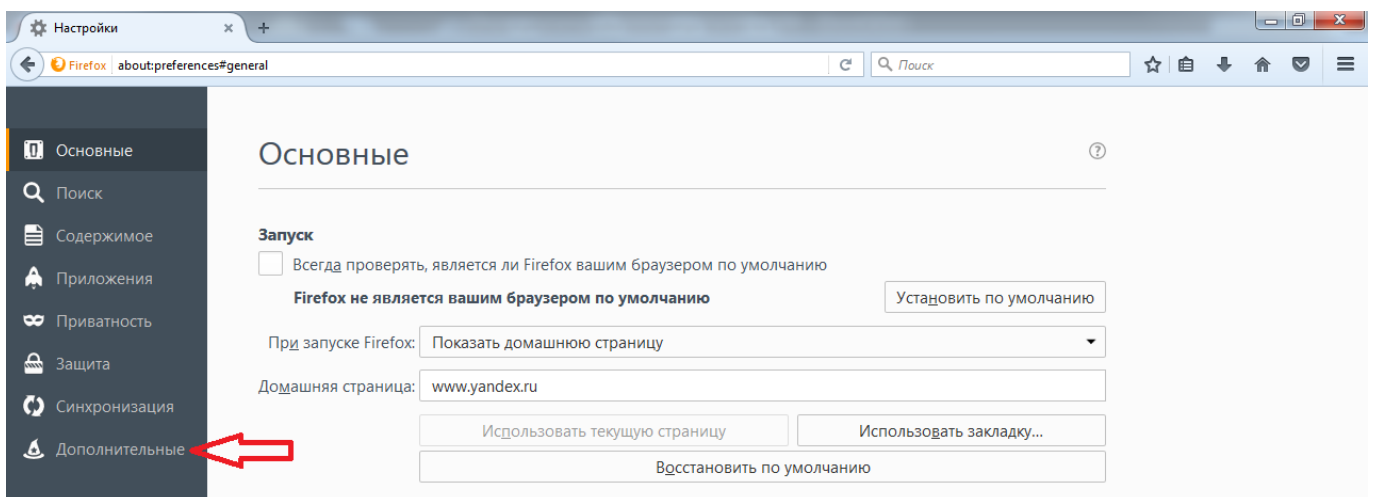 Настройки
Firefox about:preferences#general
Поиск
Основные
Поиск
Содержимое
Приложения
Приватность
Защита
Синхронизация
Дополнительные
Основные
?
Запуск
Всегда проверять, является ли Firefox вашим браузером по умолчанию
Firefox не является вашим браузером по умолчанию
Установить по умолчанию
При запуске Firefox: Показать домашнюю страницу
Домашняя страница: www.yandex.ru
Использовать текущую страницу
Использовать закладку...
Восстановить по умолчанию